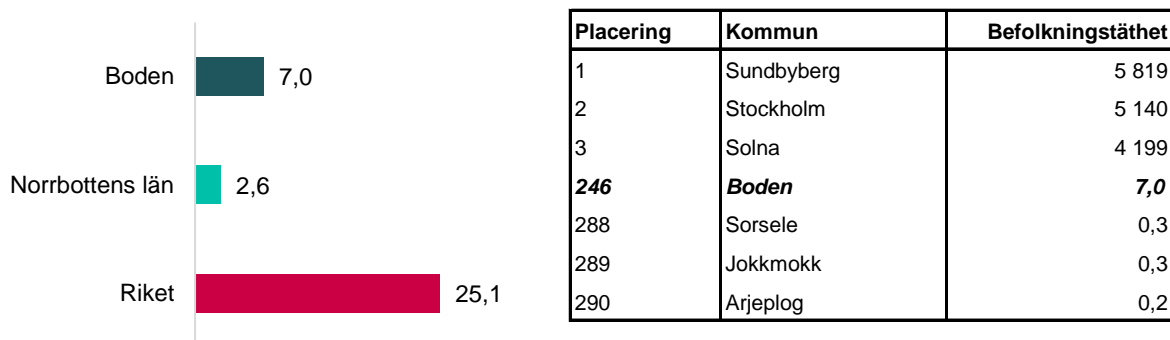 Boden 7,0
Norrbottens län 2,6
Riket 25,1
Placering Kommun Befolkningstäthet
1 Sundbyberg 5 819
2 Stockholm 5 140
3 Solna 4 199
246 Boden 7,0
288 Sorsele 0,3
289 Jokkmokk 0,3
290 Arjeplog 0,2